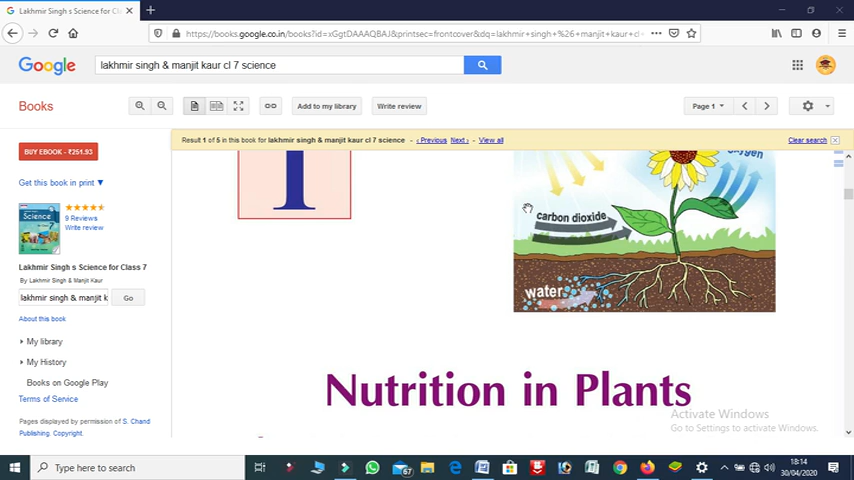 Lakhmir Singh s Science for Cl
https://books.google.co.in/books?id=xGgtDAAAQBAJ&printsec=frontcover&dq=lakhmir+singh+%26+manjit+kaur+cl
Google
lakhmir singh & manjit kaur cl 7 science
Books
Add to my library
Write review
Page 1
BUY EBOOK - ₹251.93
Result 1 of 5 in this book for lakhmir singh & manjit kaur cl 7 science - ‹ Previous Next › - View all
Clear search
Get this book in print ▼
Science
7
9 Reviews
Write review
Lakhmir Singh s Science for Class 7
By Lakhmir Singh & Manjit Kaur
lakhmir singh & manjit k
Go
About this book
My library
My History
Books on Google Play
Terms of Service
Pages displayed by permission of S. Chand
Publishing. Copyright.
1
oxygen
carbon dioxide
water
Nutrition in Plants
Activate Windows
Go to Settings to activate Windows.
Type here to search
67
18:14
30/04/2020